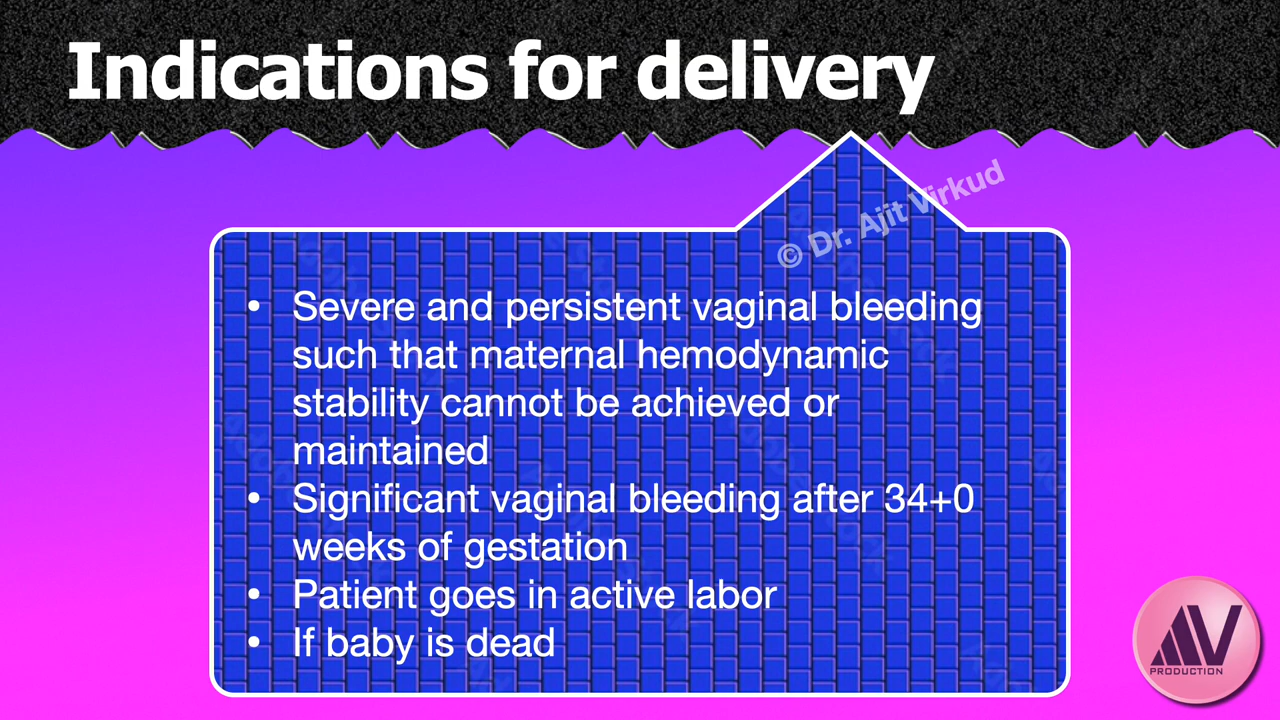 Indications for delivery
© Dr. Ajit Virkud
• Severe and persistent vaginal bleeding
such that maternal hemodynamic
stability cannot be achieved or
maintained
• Significant vaginal bleeding after 34+0
weeks of gestation
• Patient goes in active labor
• If baby is dead
AV
PRODUCTION